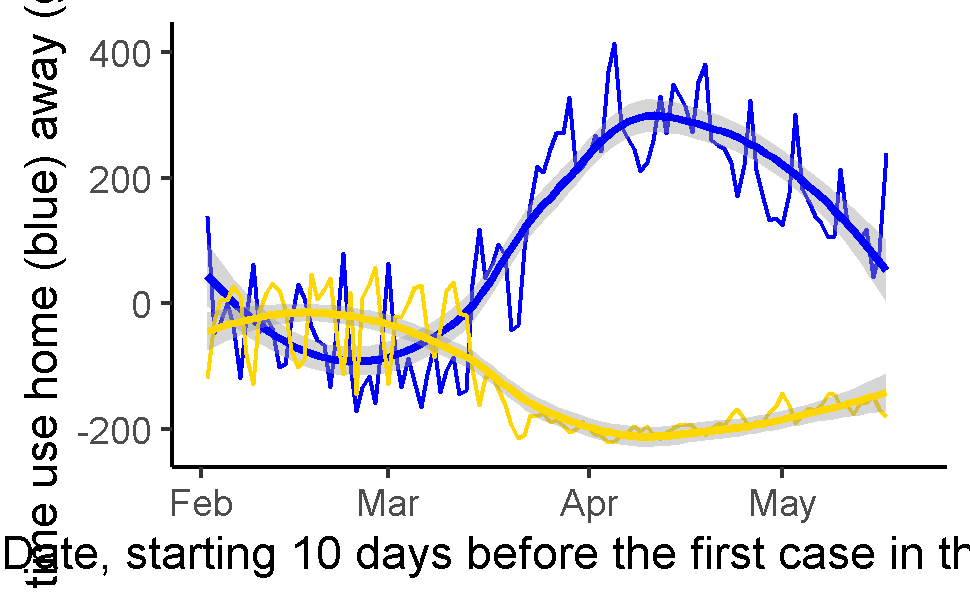 time use home (blue) away (
400
200
0
-200
Feb Mar Apr May
Date, starting 10 days before the first case in th